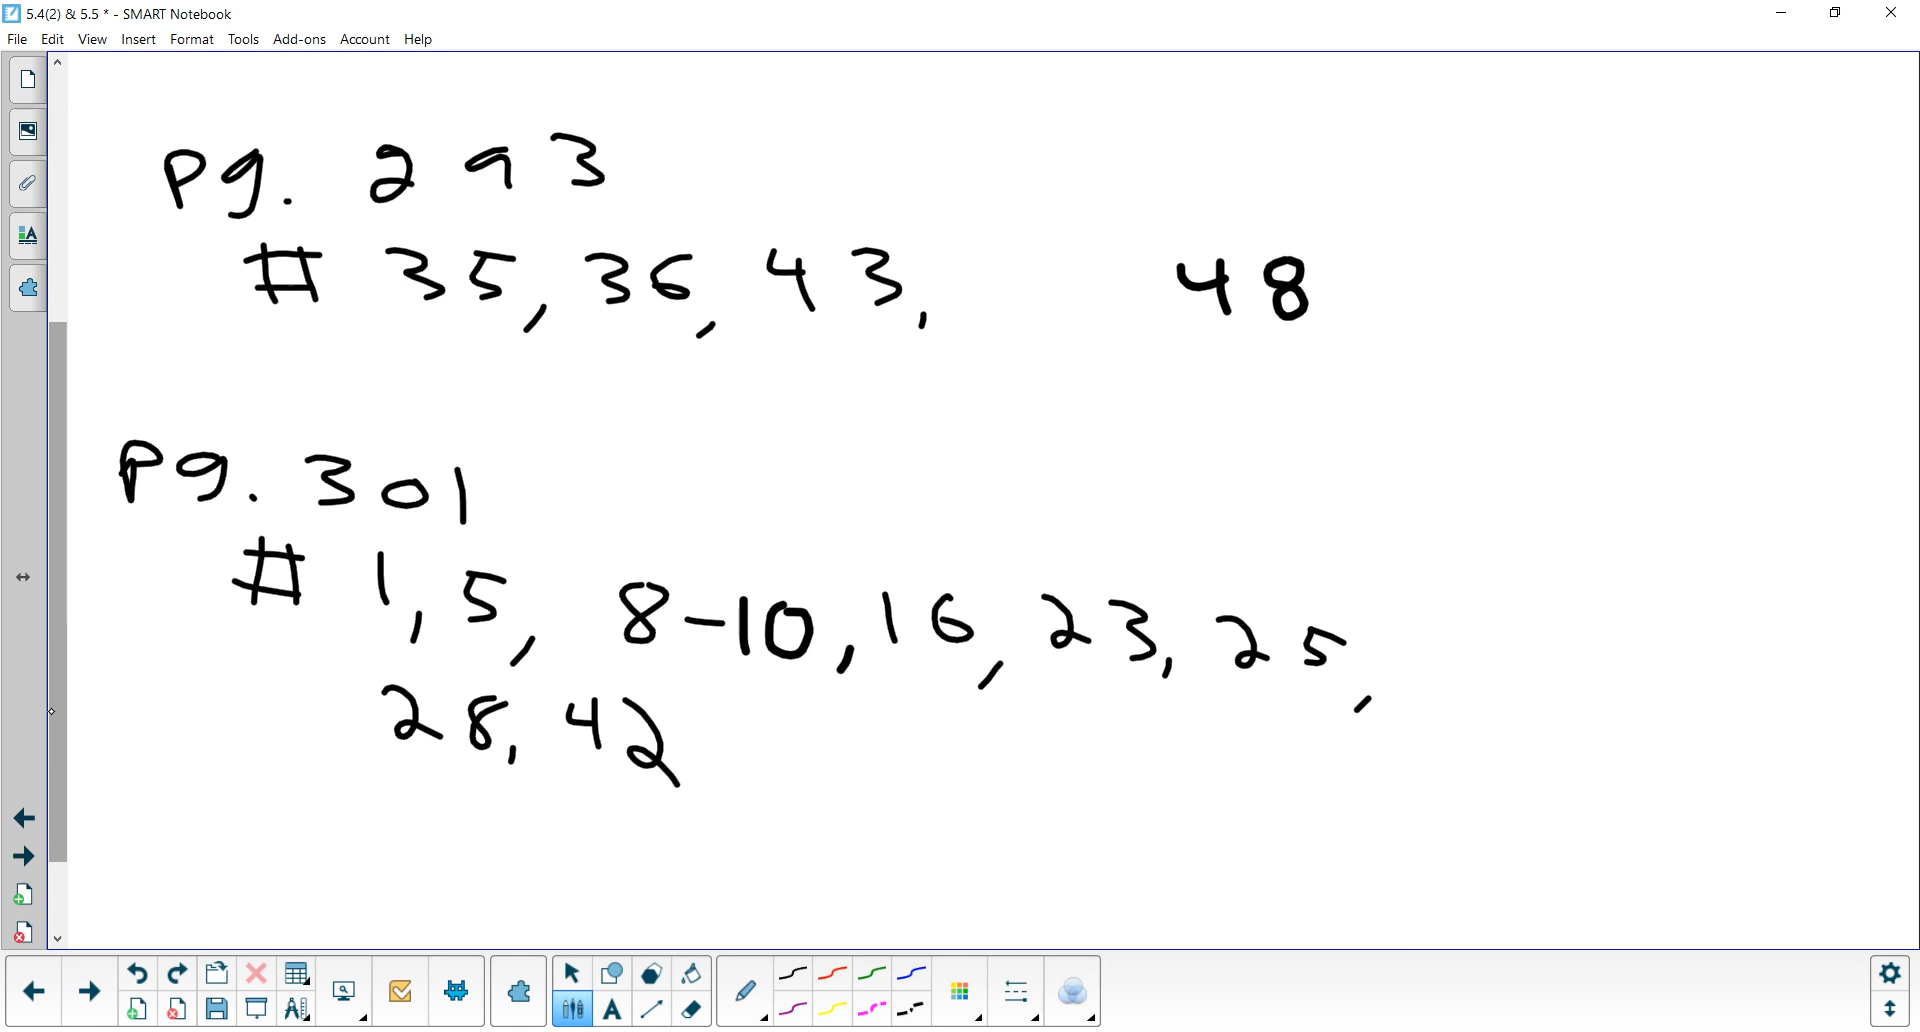 5.4(2) & 5.5 * - SMART Notebook
File Edit View Insert Format Tools Add-ons Account Help
pg. 293
# 35, 36, 43, 48
pg. 301
# 1, 5, 8-10, 16, 23, 25,
28, 42